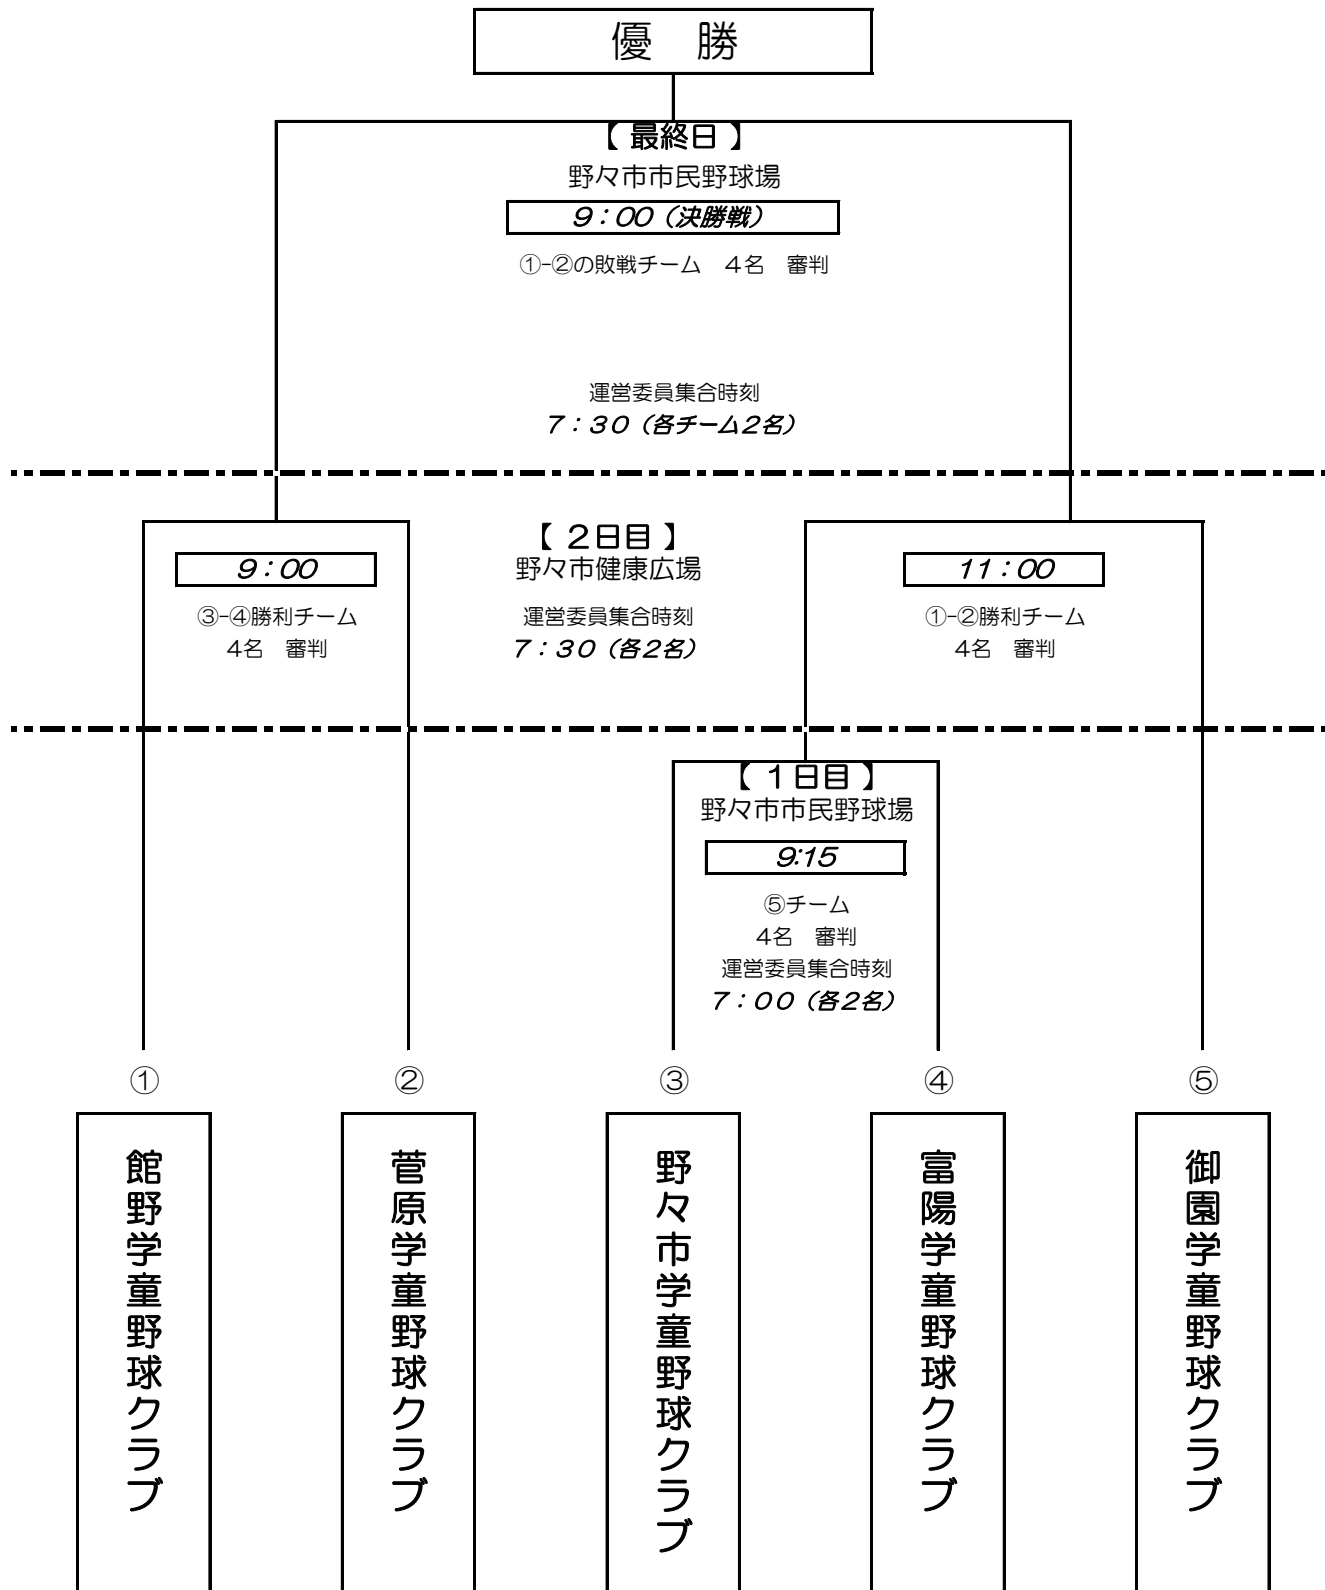 優　勝
【 最終日 】
野々市市民野球場
９：００（決勝戦）
①-②の敗戦チーム　４名　審判
運営委員集合時刻
７：３０（各チーム２名）
【 ２日目 】
野々市健康広場
運営委員集合時刻
７：３０（各２名）
９：００
③-④勝利チーム
４名　審判
１１：００
①-②勝利チーム
４名　審判
【 １日目 】
野々市市民野球場
9:15
⑤チーム
４名　審判
運営委員集合時刻
７：００（各２名）
①
②
③
④
⑤
館野学童野球クラブ
菅原学童野球クラブ
野々市学童野球クラブ
富陽学童野球クラブ
御園学童野球クラブ